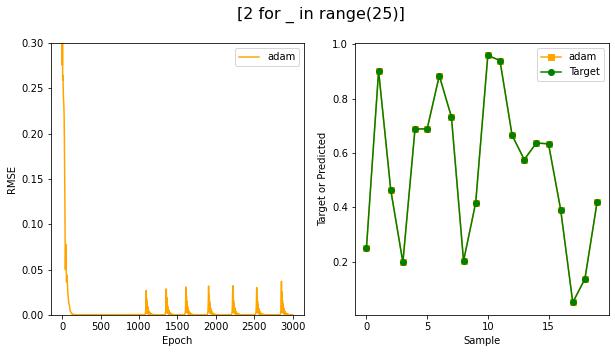 [2 for _ in range(25)]
0.30
0.25
0.20
0.15
0.10
0.05
0.00
RMSE
adam
0
500
1000
1500
2000
2500
3000
Epoch
1.0
0.8
0.6
0.4
0.2
Target or Predicted
adam
Target
0
5
10
15
Sample